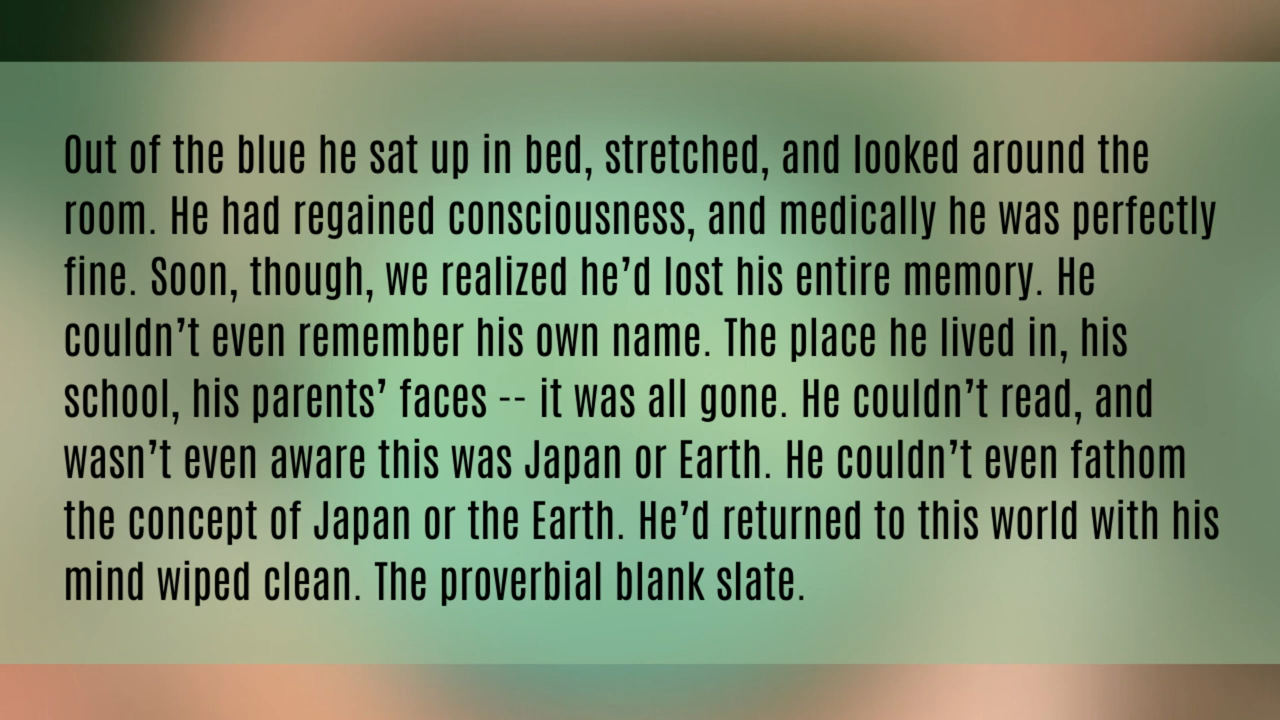 Out of the blue he sat up in bed, stretched, and looked around the
room. He had regained consciousness, and medically he was perfectly
fine. Soon, though, we realized he’d lost his entire memory. He
couldn’t even remember his own name. The place he lived in, his
school, his parents’ faces -- it was all gone. He couldn’t read, and
wasn’t even aware this was Japan or Earth. He couldn’t even fathom
the concept of Japan or the Earth. He’d returned to this world with his
mind wiped clean. The proverbial blank slate.